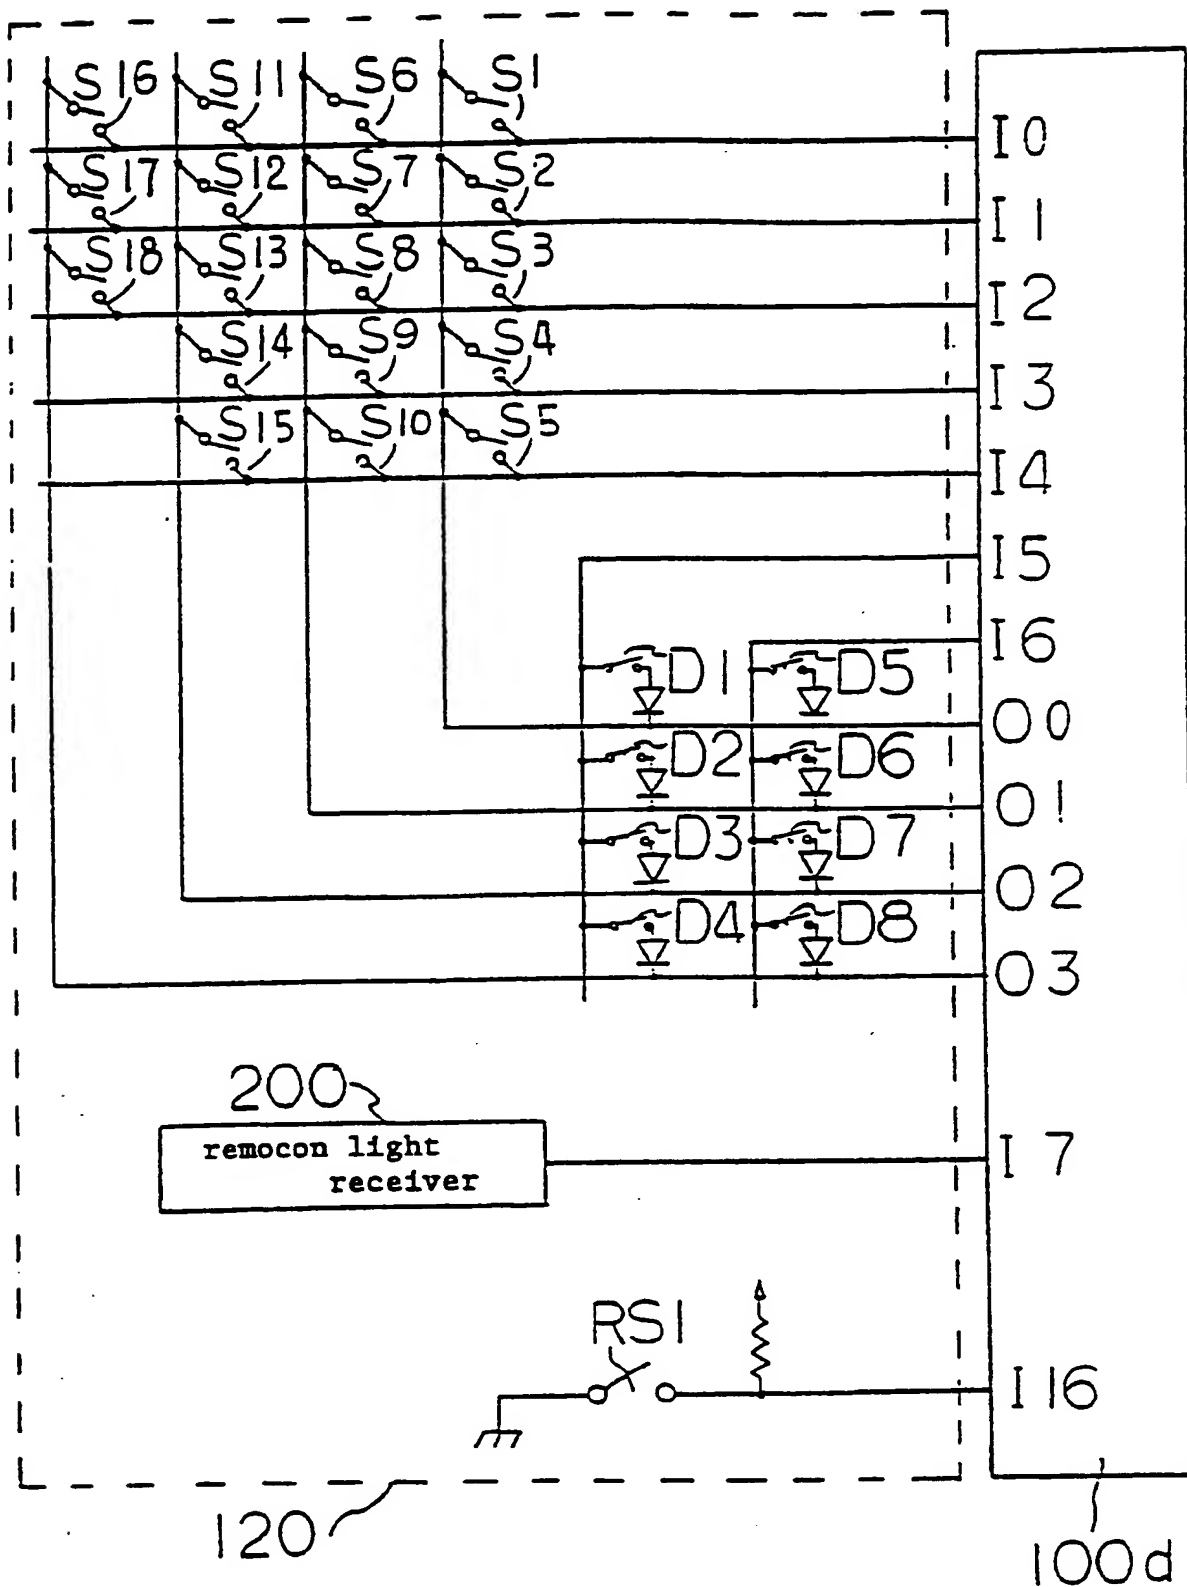 S16 S11 S6 S1
I0
S17 S12 S7 S2
I1
S18 S13 S8 S3
I2
S14 S9 S4
I3
S15 S10 S5
I4
I5
I6
D1 D5
O0
D2 D6
O1
D3 D7
O2
D4 D8
O3
200
remocon light
receiver
I7
RS1
I16
120
100d